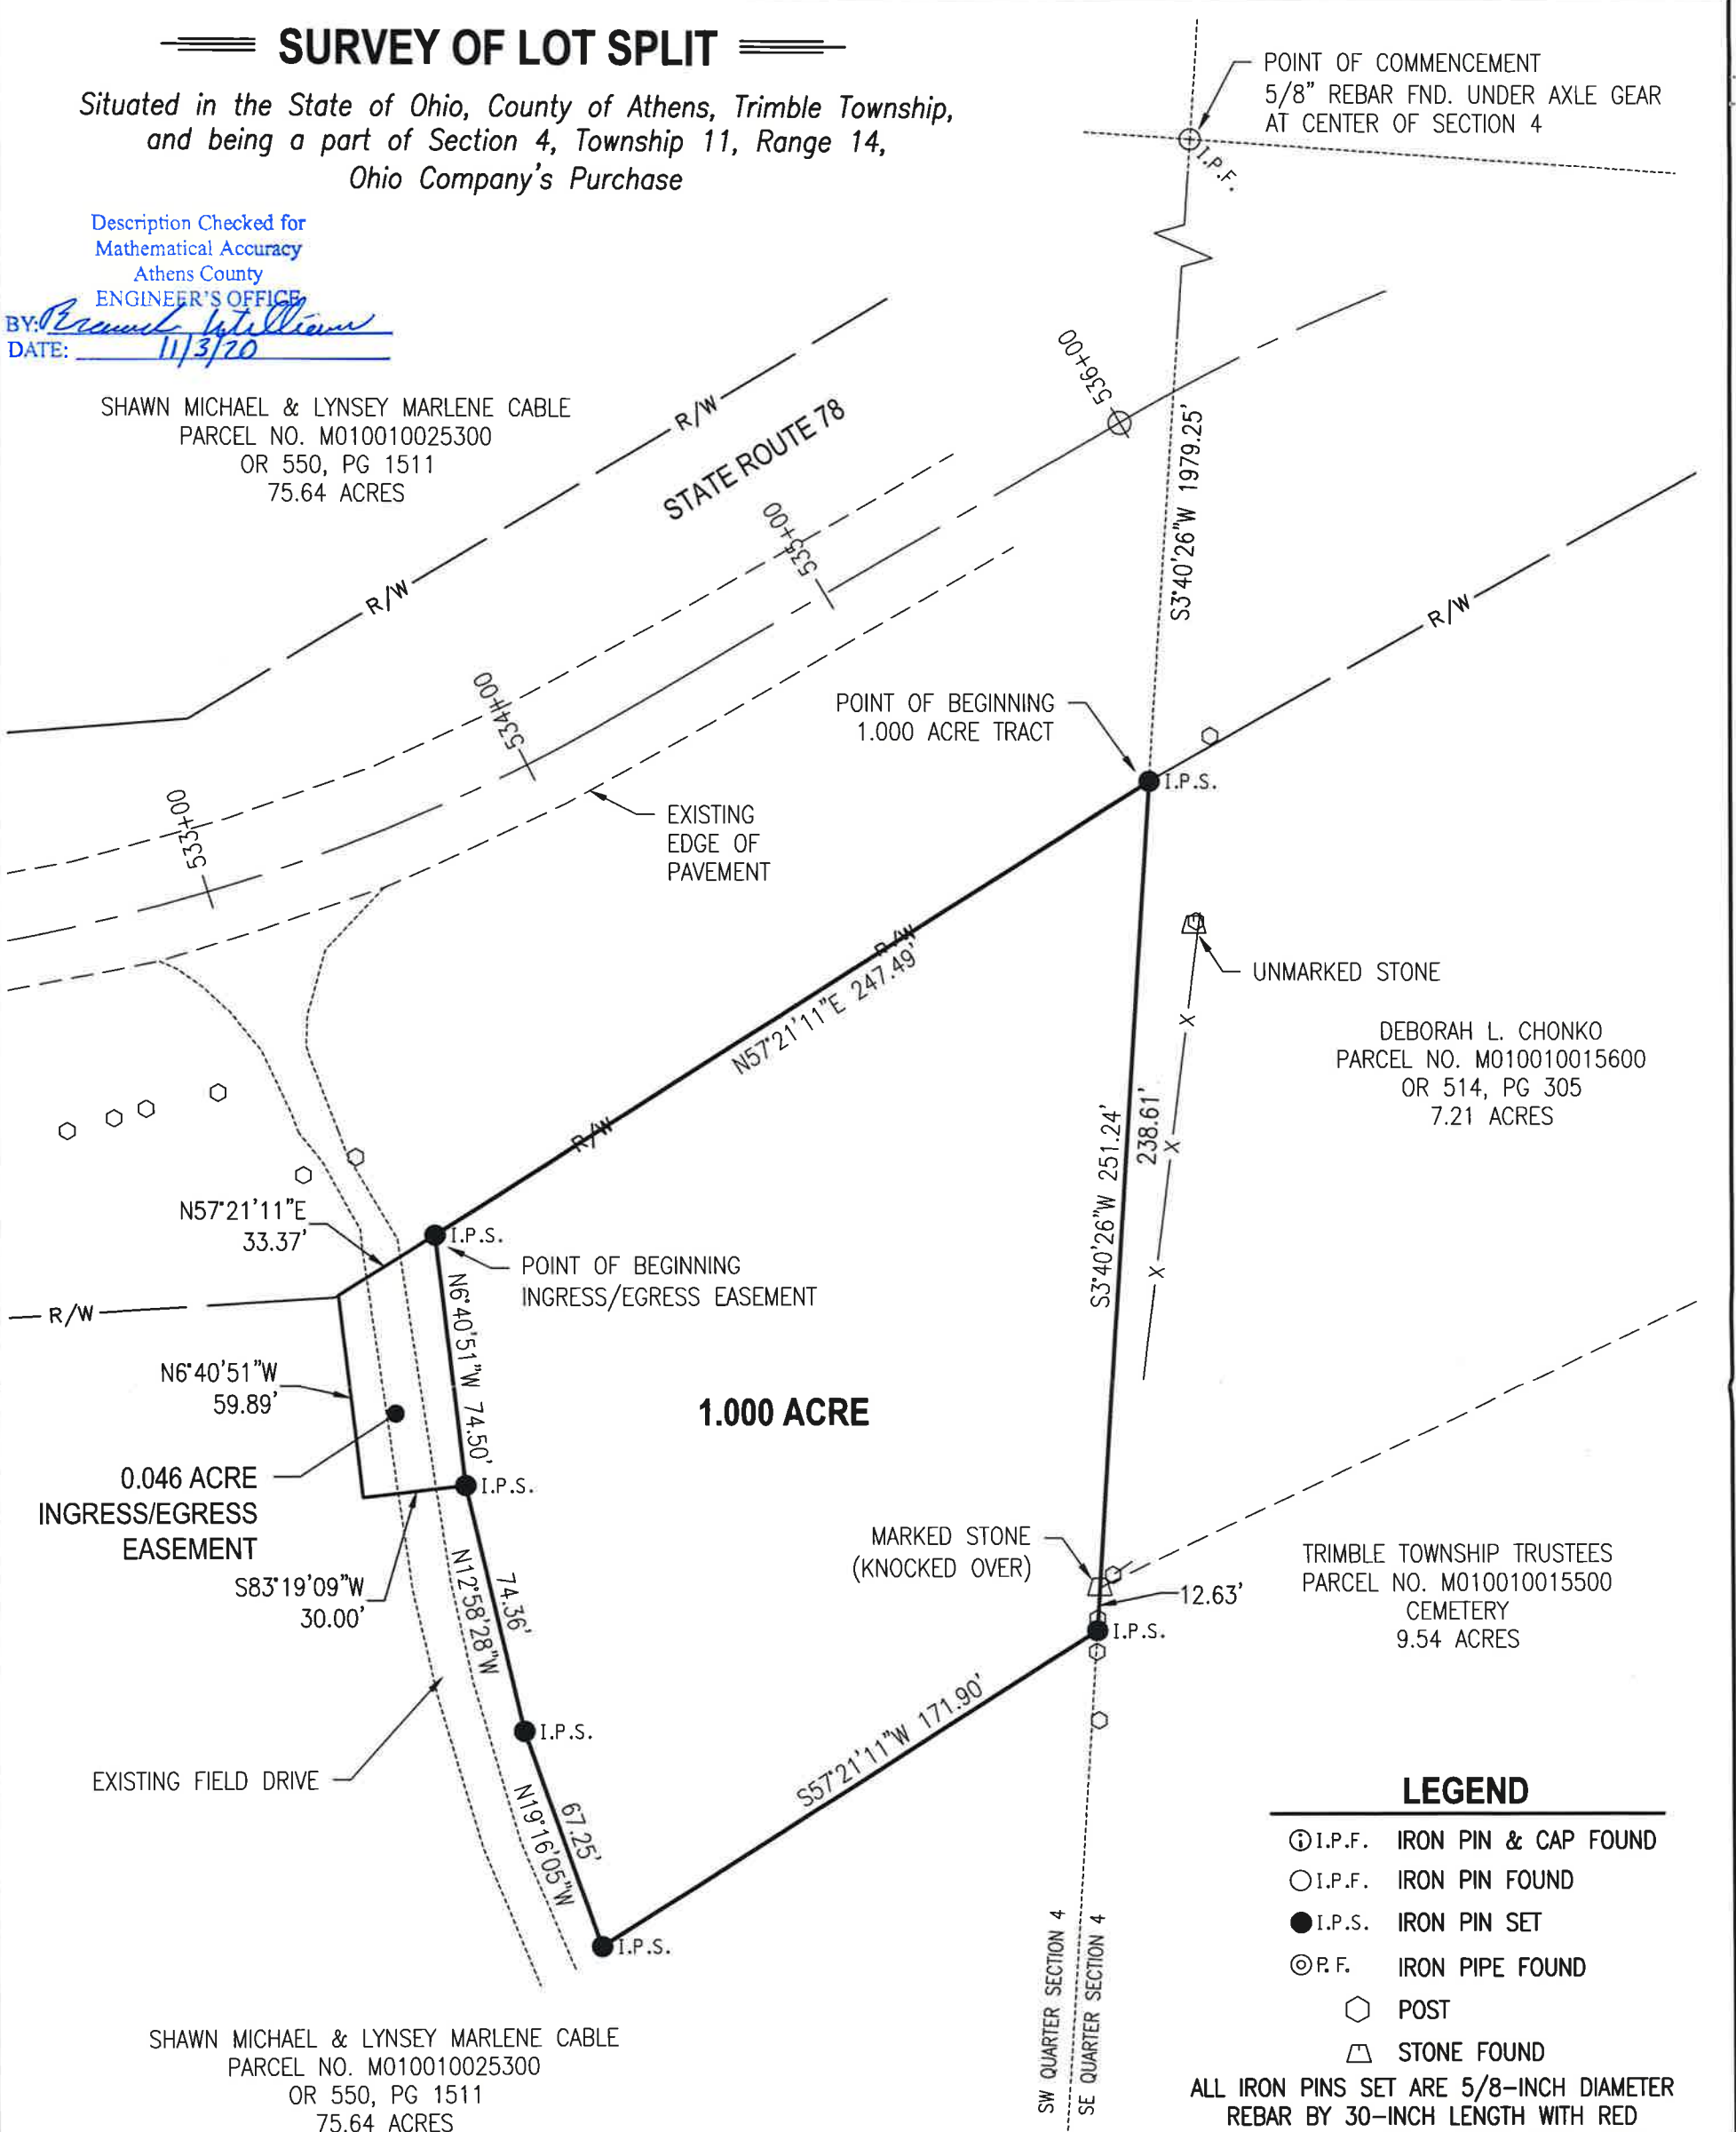 SURVEY OF LOT SPLIT
Situated in the State of Ohio, County of Athens, Trimble Township,
and being a part of Section 4, Township 11, Range 14,
Ohio Company's Purchase
POINT OF COMMENCEMENT
5/8" REBAR FND. UNDER AXLE GEAR
AT CENTER OF SECTION 4
I.P.F.
Description Checked for
Mathematical Accuracy
Athens County
ENGINEER'S OFFICE
BY:
DATE: 11/3/20
SHAWN MICHAEL & LYNSEY MARLENE CABLE
PARCEL NO. M010010025300
OR 550, PG 1511
75.64 ACRES
R/W
R/W
STATE ROUTE 78
536+00
535+00
534+00
533+00
S3°40'26"W 1979.25'
R/W
POINT OF BEGINNING
1.000 ACRE TRACT
I.P.S.
EXISTING
EDGE OF
PAVEMENT
R/W
N57°21'11"E 247.49'
R/W
UNMARKED STONE
X
X
X
DEBORAH L. CHONKO
PARCEL NO. M010010015600
OR 514, PG 305
7.21 ACRES
S3°40'26"W 251.24'
238.61'
N57°21'11"E
33.37'
I.P.S.
POINT OF BEGINNING
INGRESS/EGRESS EASEMENT
R/W
N6°40'51"W
59.89'
N6°40'51"W 74.50'
1.000 ACRE
0.046 ACRE
INGRESS/EGRESS
EASEMENT
I.P.S.
S83°19'09"W
30.00'
N12°58'28"W
74.36'
MARKED STONE
(KNOCKED OVER)
12.63'
I.P.S.
TRIMBLE TOWNSHIP TRUSTEES
PARCEL NO. M010010015500
CEMETERY
9.54 ACRES
I.P.S.
S57°21'11"W 171.90'
EXISTING FIELD DRIVE
N19°16'05"W
67.25'
I.P.S.
SW QUARTER SECTION 4
SE QUARTER SECTION 4
LEGEND
I.P.F. IRON PIN & CAP FOUND
I.P.F. IRON PIN FOUND
I.P.S. IRON PIN SET
P.F. IRON PIPE FOUND
POST
STONE FOUND
ALL IRON PINS SET ARE 5/8-INCH DIAMETER
REBAR BY 30-INCH LENGTH WITH RED
SHAWN MICHAEL & LYNSEY MARLENE CABLE
PARCEL NO. M010010025300
OR 550, PG 1511
75.64 ACRES